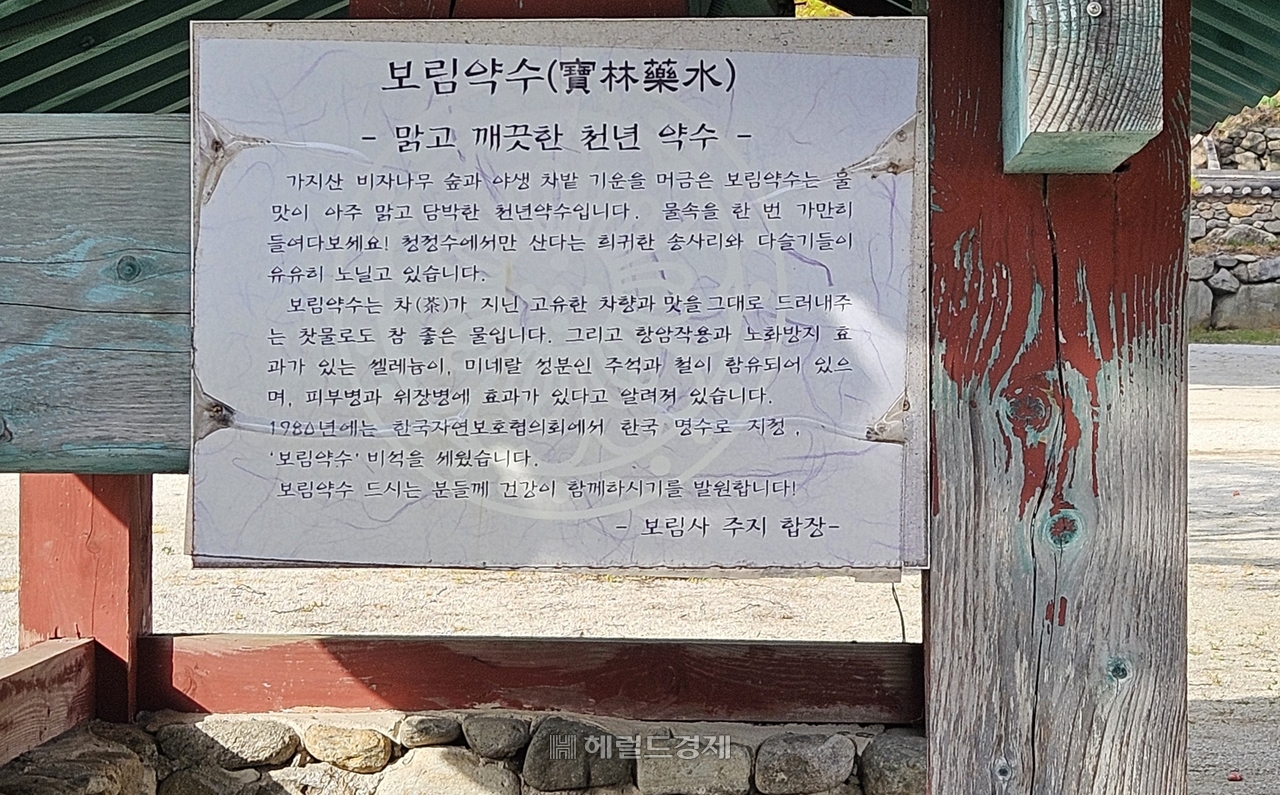 보림약수(寶林藥水)
- 맑고 깨끗한 천년 약수 -
가지산 비자나무 숲과 야생 차밭 기운을 머금은 보림약수는 물
맛이 아주 맑고 담박한 천년약수입니다. 물속을 한 번 가만히
들여다보세요! 청정수에서만 산다는 희귀한 송사리와 다슬기들이
유유히 노닐고 있습니다.
보림약수는 차(茶)가 지닌 고유한 차향과 맛을 그대로 드러내주
는 찻물로도 참 좋은 물입니다. 그리고 항암작용과 노화방지 효
과가 있는 셀레늄이, 미네랄 성분인 주석과 철이 함유되어 있으
며, 피부병과 위장병에 효과가 있다고 알려져 있습니다.
1980년에는 한국자연보호협의회에서 한국 명수로 지정,
'보림약수' 비석을 세웠습니다.
보림약수 드시는 분들께 건강이 함께하시기를 발원합니다!
- 보림사 주지 합장-
헤럴드경제